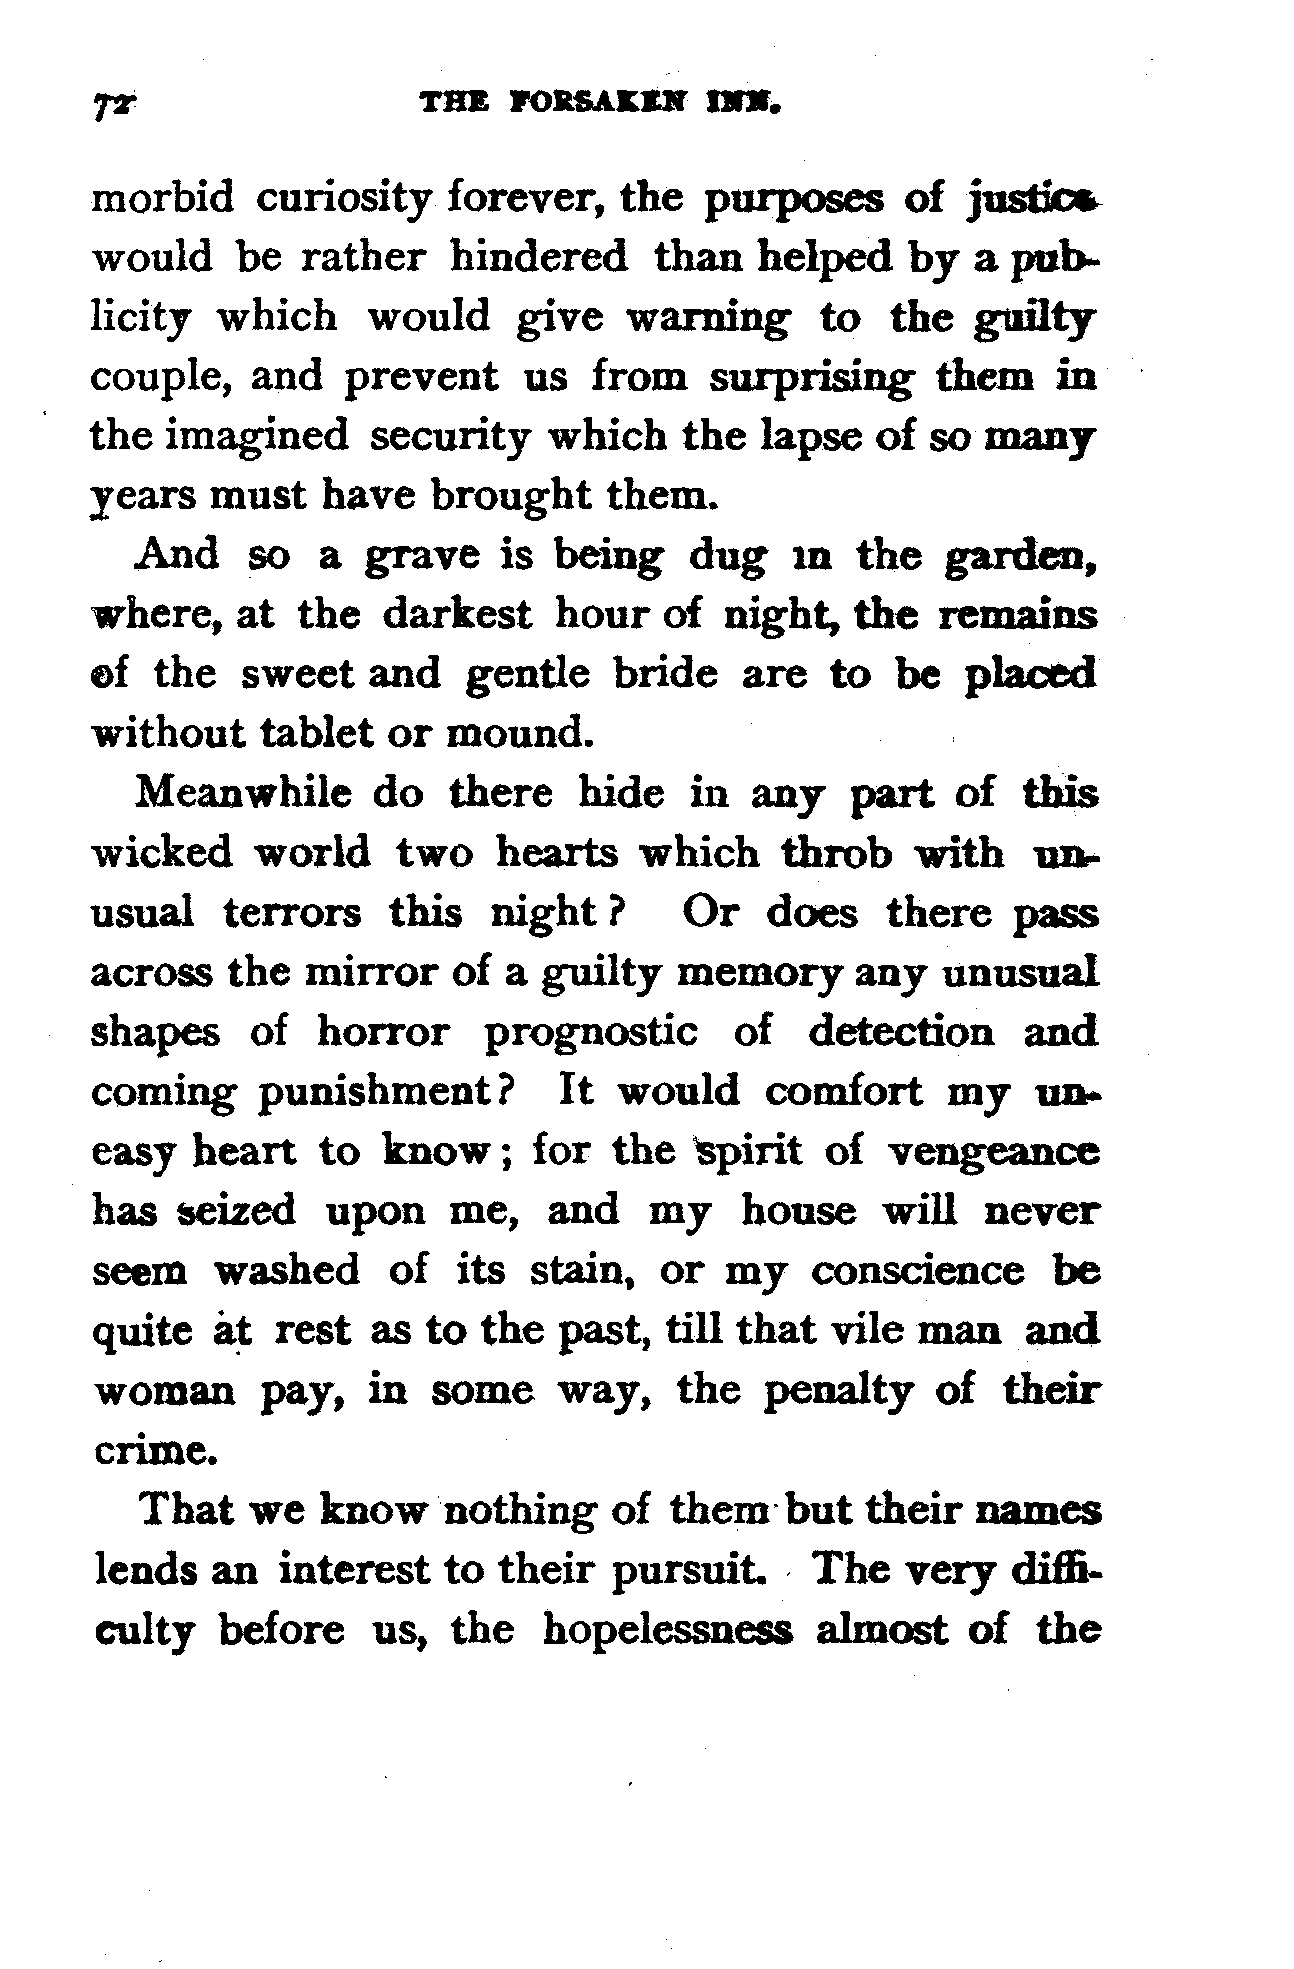 72 THE FORSAKEN INN.
morbid curiosity forever, the purposes of justice
would be rather hindered than helped by a pub-
licity which would give warning to the guilty
couple, and prevent us from surprising them in
the imagined security which the lapse of so many
years must have brought them.
And so a grave is being dug in the garden,
where, at the darkest hour of night, the remains
of the sweet and gentle bride are to be placed
without tablet or mound.
Meanwhile do there hide in any part of this
wicked world two hearts which throb with un-
usual terrors this night? Or does there pass
across the mirror of a guilty memory any unusual
shapes of horror prognostic of detection and
coming punishment? It would comfort my un-
easy heart to know; for the spirit of vengeance
has seized upon me, and my house will never
seem washed of its stain, or my conscience be
quite at rest as to the past, till that vile man and
woman pay, in some way, the penalty of their
crime.
That we know nothing of them but their names
lends an interest to their pursuit. The very diffi-
culty before us, the hopelessness almost of the